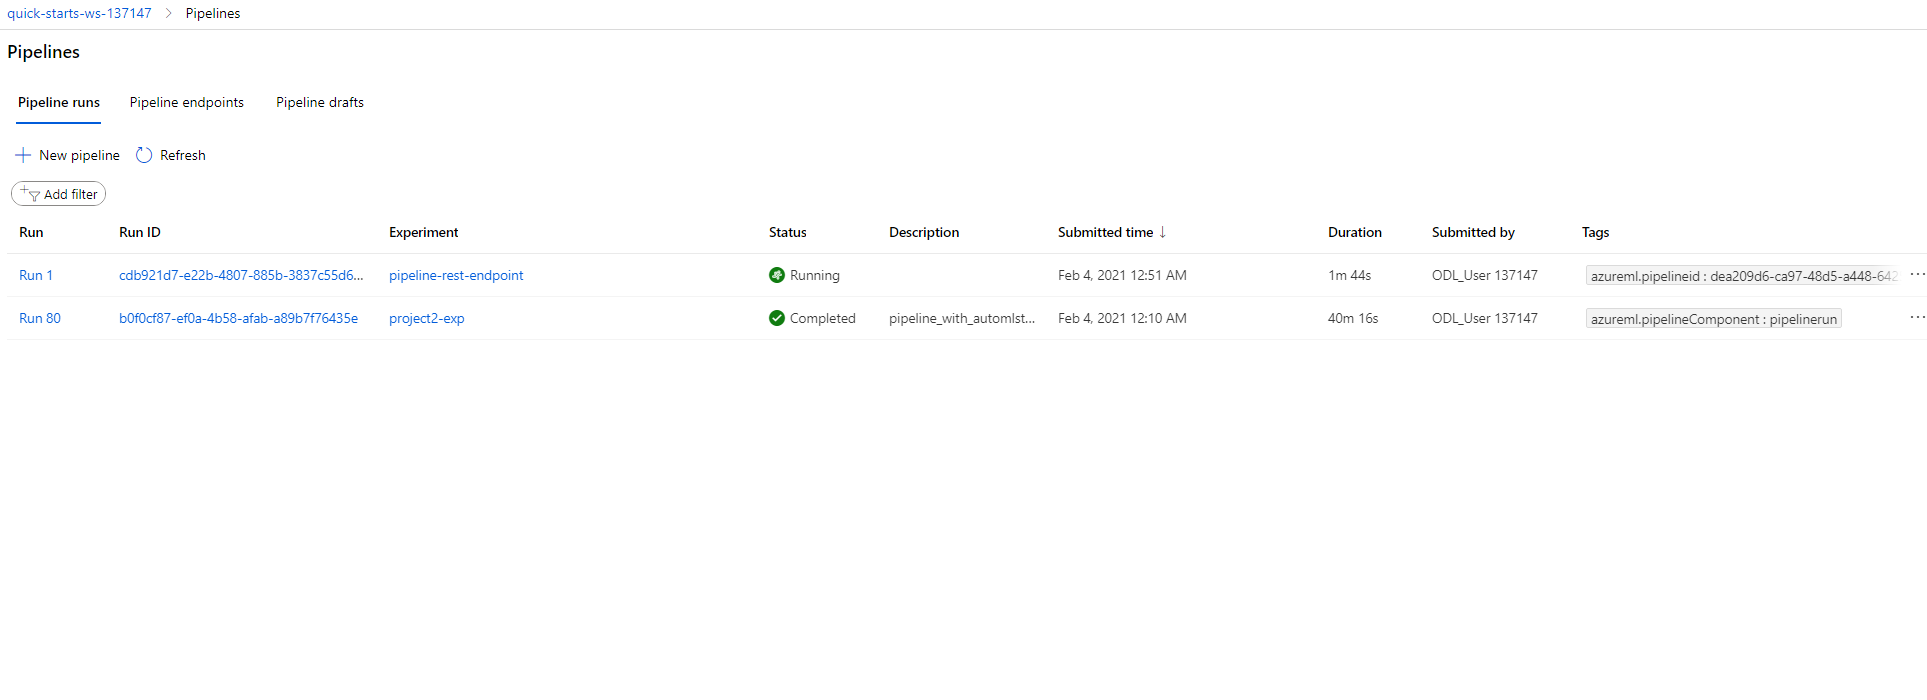 quick-starts-ws-137147 > Pipelines
Pipelines
Pipeline runs Pipeline endpoints Pipeline drafts
New pipeline Refresh
Add filter
Run Run ID Experiment Status Description Submitted time ↓ Duration Submitted by Tags
Run 1 cdb921d7-e22b-4807-885b-3837c55d6... pipeline-rest-endpoint Running Feb 4, 2021 12:51 AM 1m 44s ODL_User 137147 azureml.pipelineid : dea209d6-ca97-48d5-a448-642 ...
Run 80 b0f0cf87-ef0a-4b58-afab-a89b7f76435e project2-exp Completed pipeline_with_automlst... Feb 4, 2021 12:10 AM 40m 16s ODL_User 137147 azureml.pipelineComponent : pipelinerun ...